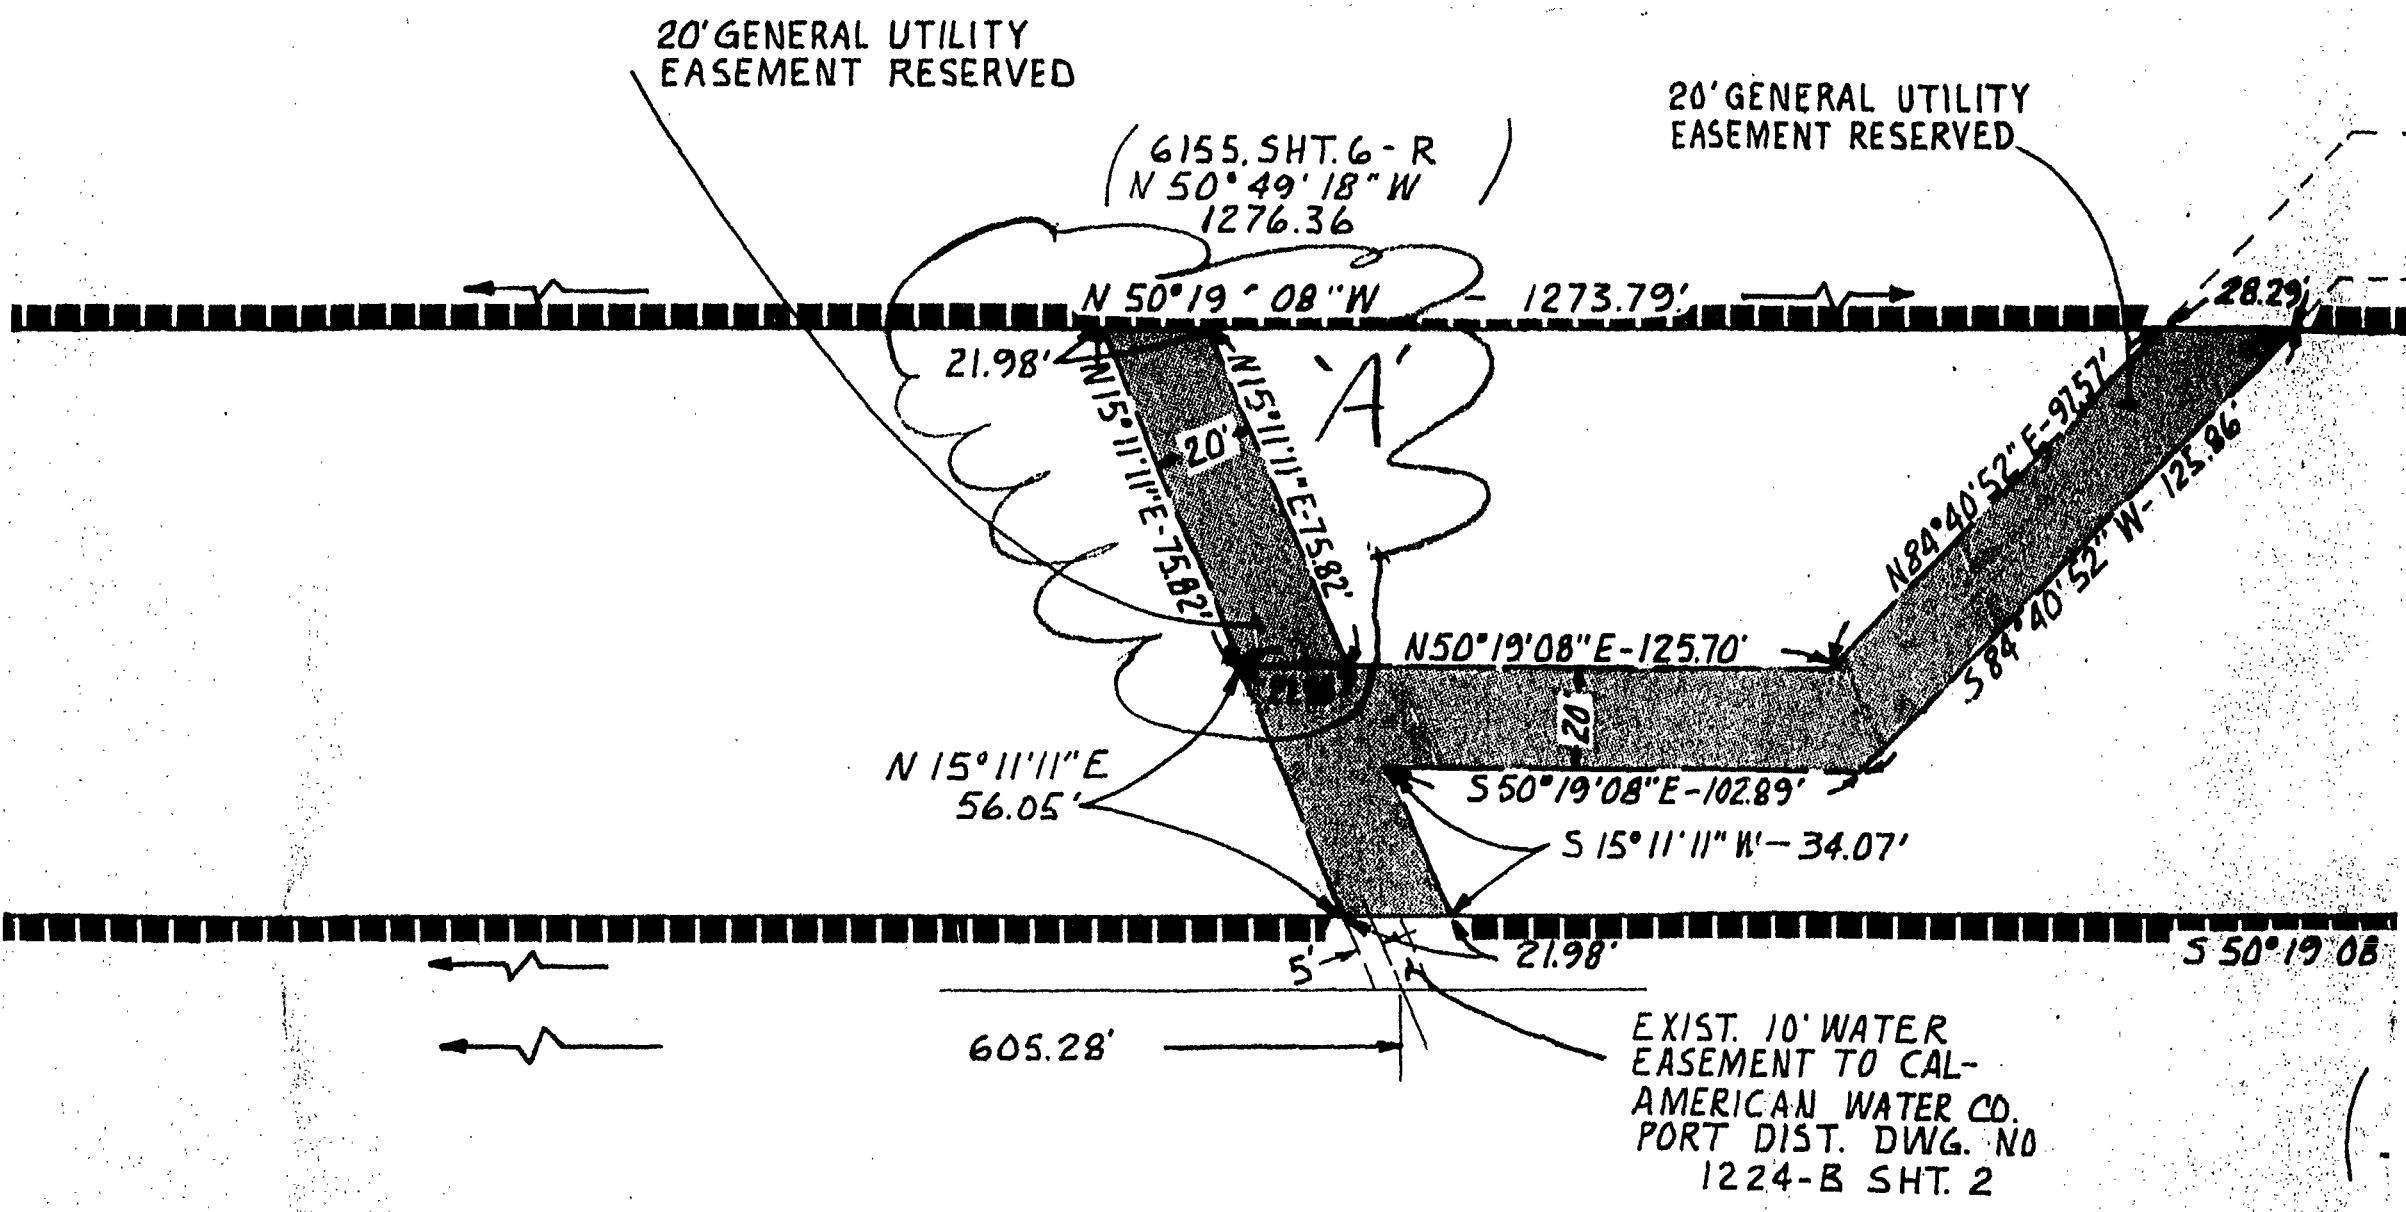 20' GENERAL UTILITY
EASEMENT RESERVED
20' GENERAL UTILITY
EASEMENT RESERVED
(6155. SHT. 6 - R
N 50° 49' 18" W
1276.36)
N 50° 19' 08" W - 1273.79'
28.29'
21.98'
'A'
N15°11'11"E-75.82'
20'
N15°11'11"E-75.82'
N84°40'52"E-97.57'
S84°40'52"W-125.86'
N50°19'08"E-125.70'
20'
N 15°11'11"E
56.05'
S50°19'08"E-102.89'
S 15°11'11"W-34.07'
5'
21.98'
S 50° 19 08
605.28'
EXIST. 10' WATER
EASEMENT TO CAL-
AMERICAN WATER CO.
PORT DIST. DWG. NO
1224-B SHT. 2